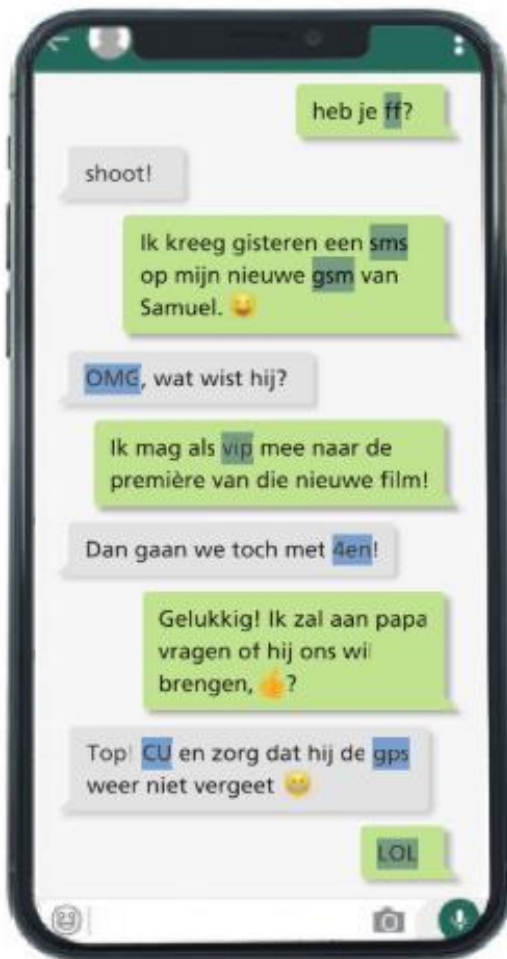 heb je ff?
shoot!
Ik kreeg gisteren een sms
op mijn nieuwe gsm van
Samuel. 😄
OMG, wat wist hij?
Ik mag als vip mee naar de
première van die nieuwe film!
Dan gaan we toch met 4en!
Gelukkig! Ik zal aan papa
vragen of hij ons wil
brengen, 👍?
Top! CU en zorg dat hij de gps
weer niet vergeet 😁
LOL